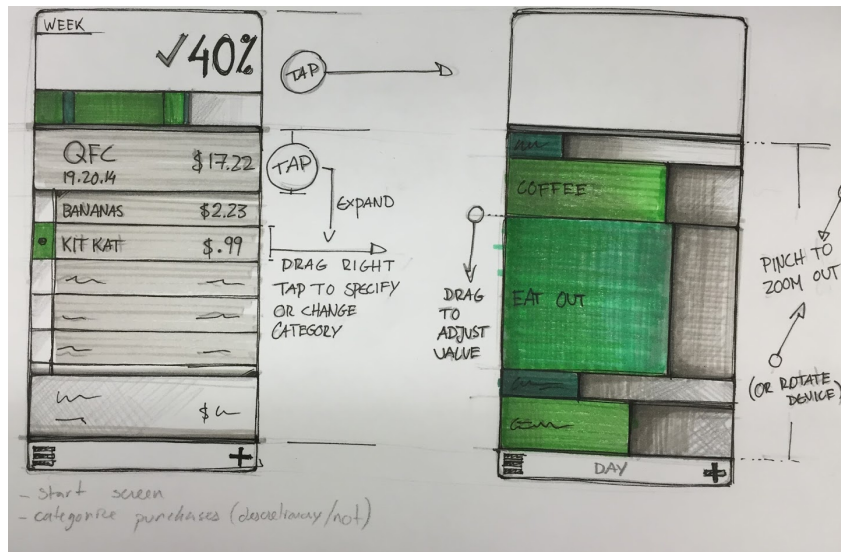 WEEK
✓40%
TAP
QFC
19.20.14
$17.22
TAP
EXPAND
BANANAS $2.23
KIT KAT $.99
DRAG RIGHT
TAP TO SPECIFY
OR CHANGE
CATEGORY
$
- start screen
- categorize purchases (discretionary/not)
COFFEE
EAT OUT
DRAG
TO
ADJUST
VALUE
PINCH TO
ZOOM OUT
(OR ROTATE
DEVICE)
DAY